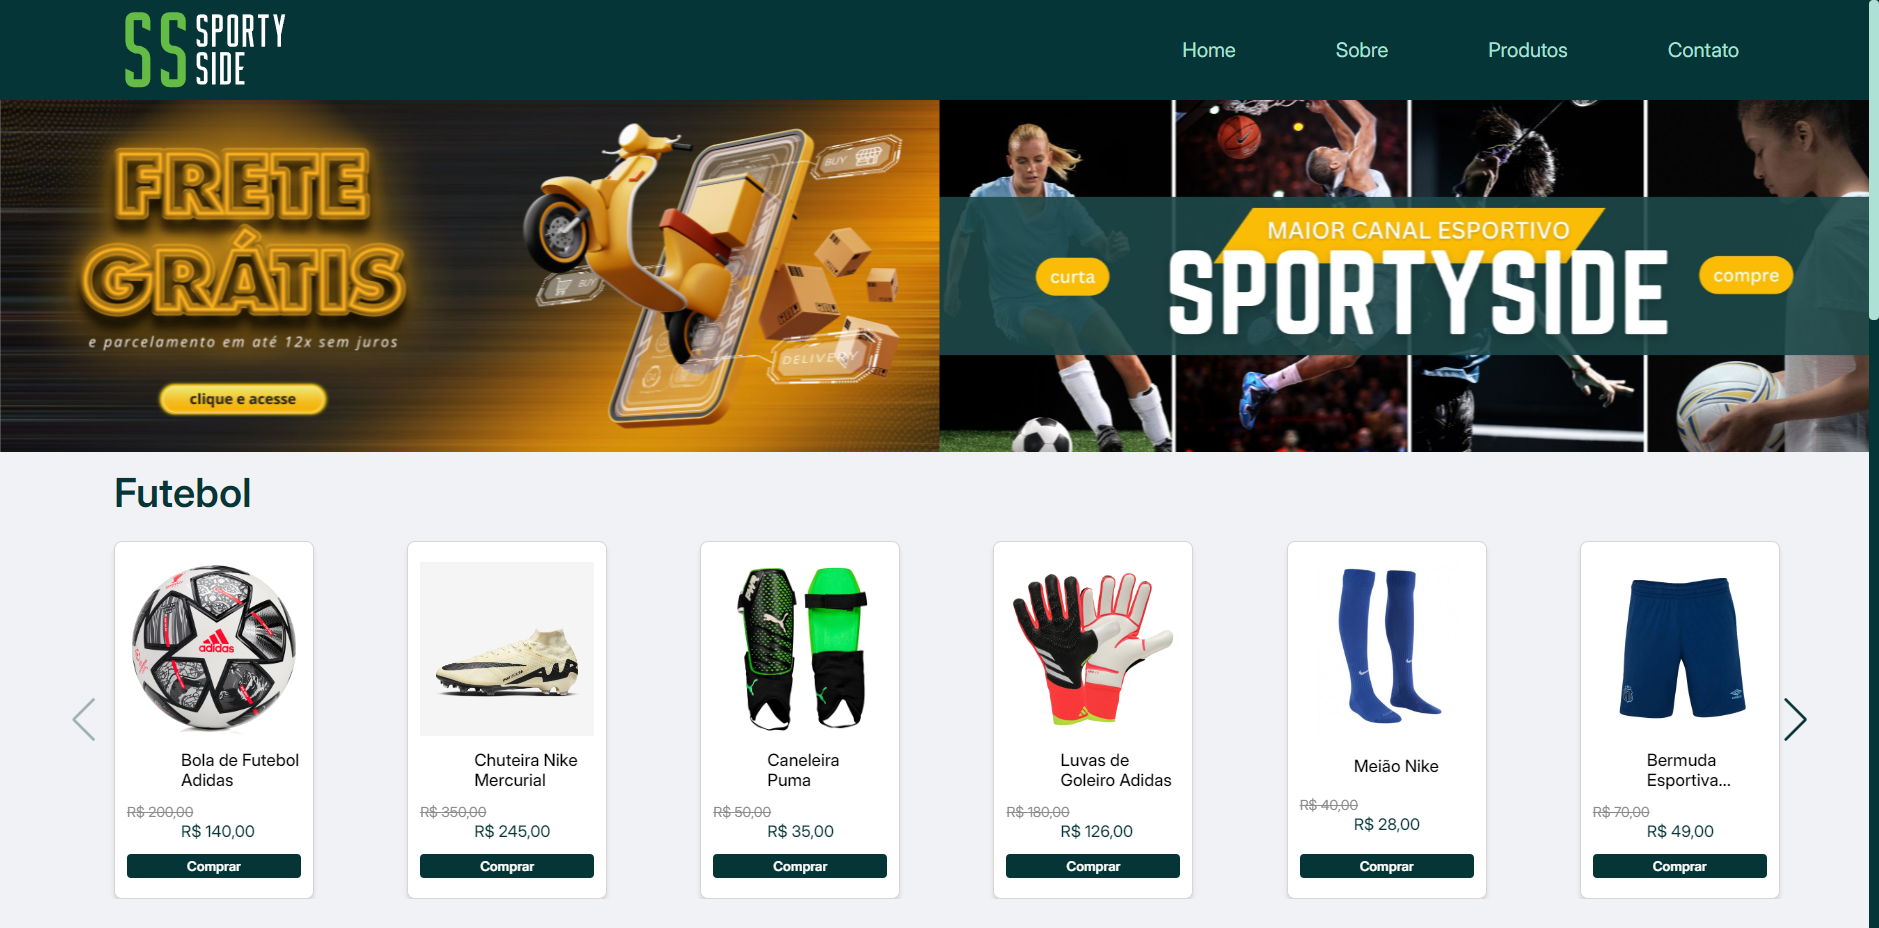 SS SPORTY
SIDE
Home
Sobre
Produtos
Contato
FRETE
GRÁTIS
e parcelamento em até 12x sem juros
clique e acesse
BUY
BUY
DELIVERY
MAIOR CANAL ESPORTIVO
SPORTYSIDE
curta
compre
Futebol
adidas
Bola de Futebol
Adidas
R$ 200,00
R$ 140,00
Comprar
Chuteira Nike
Mercurial
R$ 350,00
R$ 245,00
Comprar
Caneleira
Puma
R$ 50,00
R$ 35,00
Comprar
Luvas de
Goleiro Adidas
R$ 180,00
R$ 126,00
Comprar
Meião Nike
R$ 40,00
R$ 28,00
Comprar
Bermuda
Esportiva...
R$ 70,00
R$ 49,00
Comprar